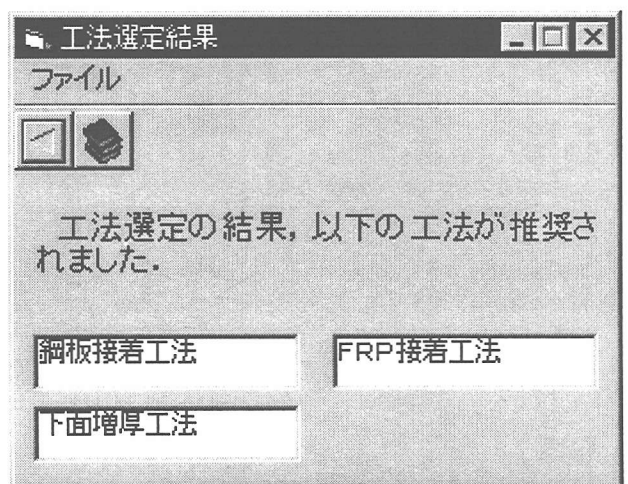 工法選定結果
ファイル
工法選定の結果，以下の工法が推奨さ
れました．
鋼板接着工法
FRP接着工法
下面増厚工法